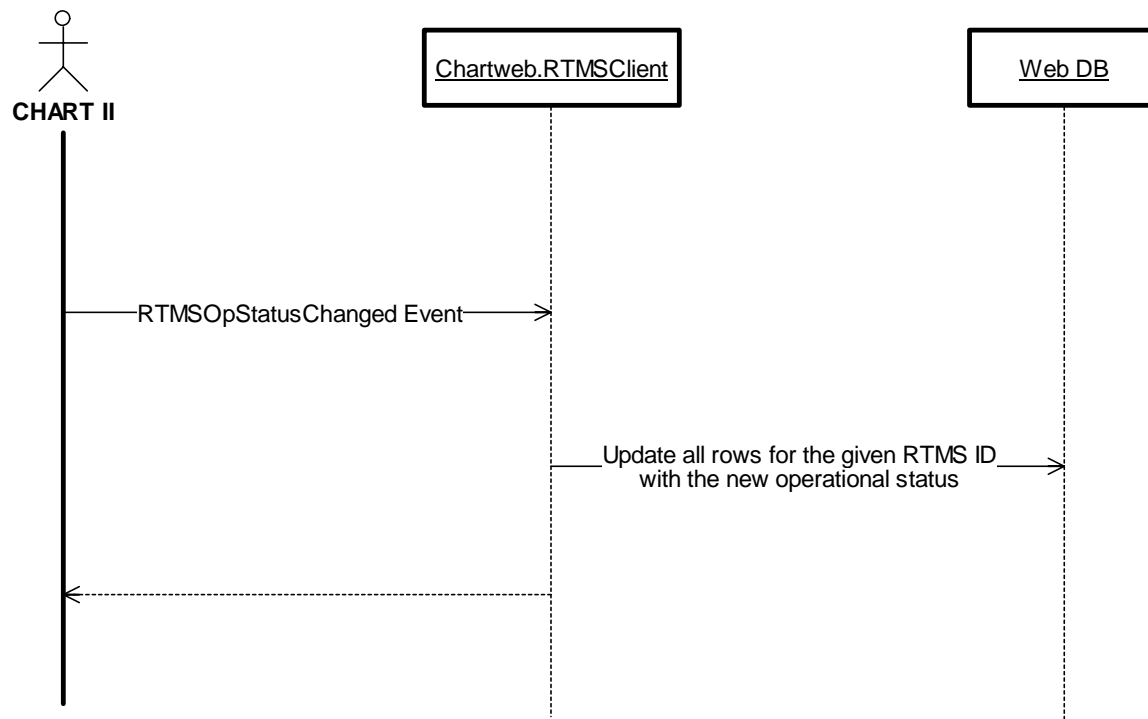 Chartweb.RTMSClient
Web DB
CHART II
RTMSOpStatusChanged Event
Update all rows for the given RTMS ID
with the new operational status